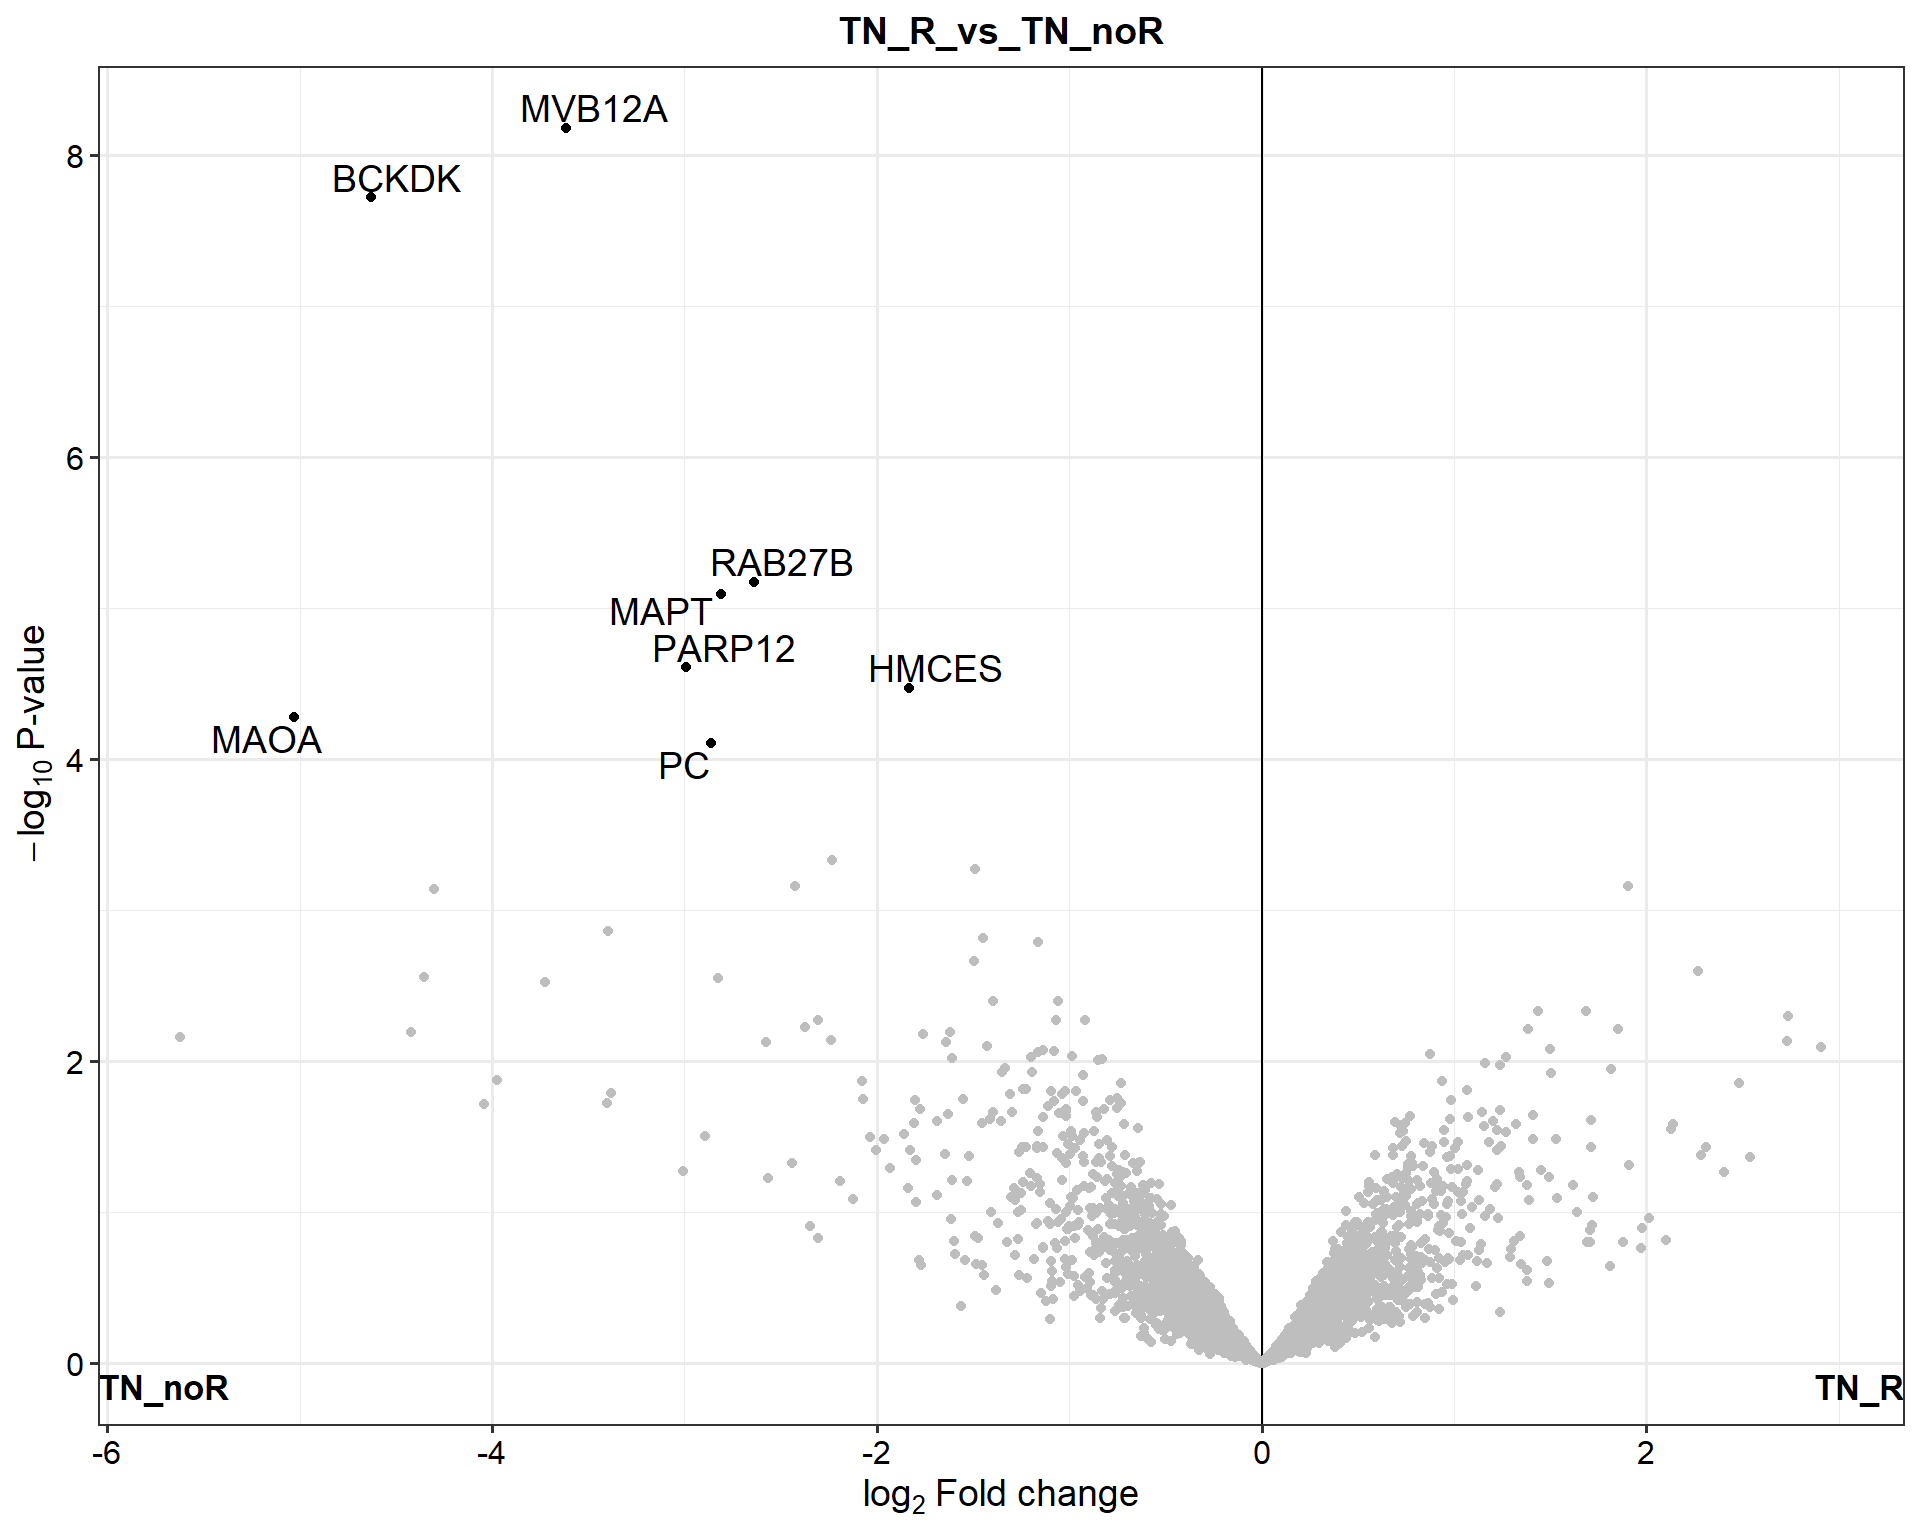 TN_R_vs_TN_noR
MVB12A
BCKDK
RAB27B
MAPT
PARP12
HMCES
MAOA
PC
8
6
4
2
0
−log10 P-value
TN_noR
TN_R
-6 -4 -2 0 2
log2 Fold change